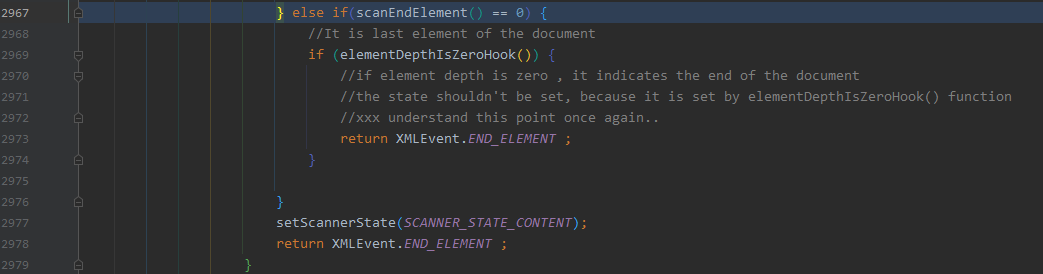 2967 } else if(scanEndElement() == 0) {
2968 //It is last element of the document
2969 if (elementDepthIsZeroHook()) {
2970 //if element depth is zero , it indicates the end of the document
2971 //the state shouldn't be set, because it is set by elementDepthIsZeroHook() function
2972 //xxx understand this point once again..
2973 return XMLEvent.END_ELEMENT ;
2974 }
2975
2976 }
2977 setScannerState(SCANNER_STATE_CONTENT);
2978 return XMLEvent.END_ELEMENT ;
2979 }